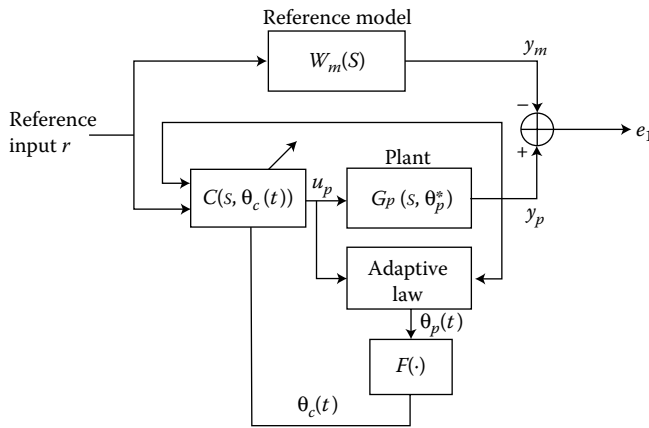 Reference model
W_m(S)
y_m
Reference
input r
−
+
e_1
Plant
C(s, θ_c(t))
u_p
G_P(s, θ_p^*)
y_p
Adaptive
law
θ_p(t)
F(·)
θ_c(t)